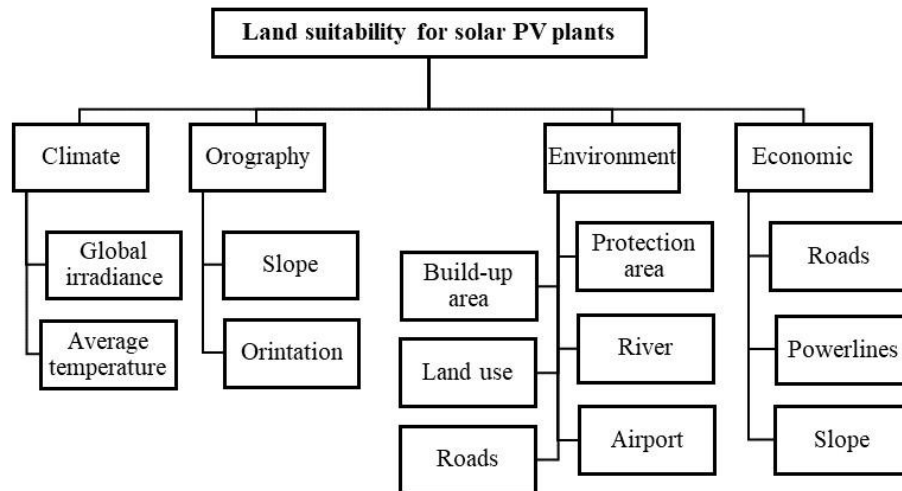 Land suitability for solar PV plants
Climate
Orography
Environment
Economic
Global
irradiance
Average
temperature
Slope
Orintation
Build-up
area
Land use
Roads
Protection
area
River
Airport
Roads
Powerlines
Slope